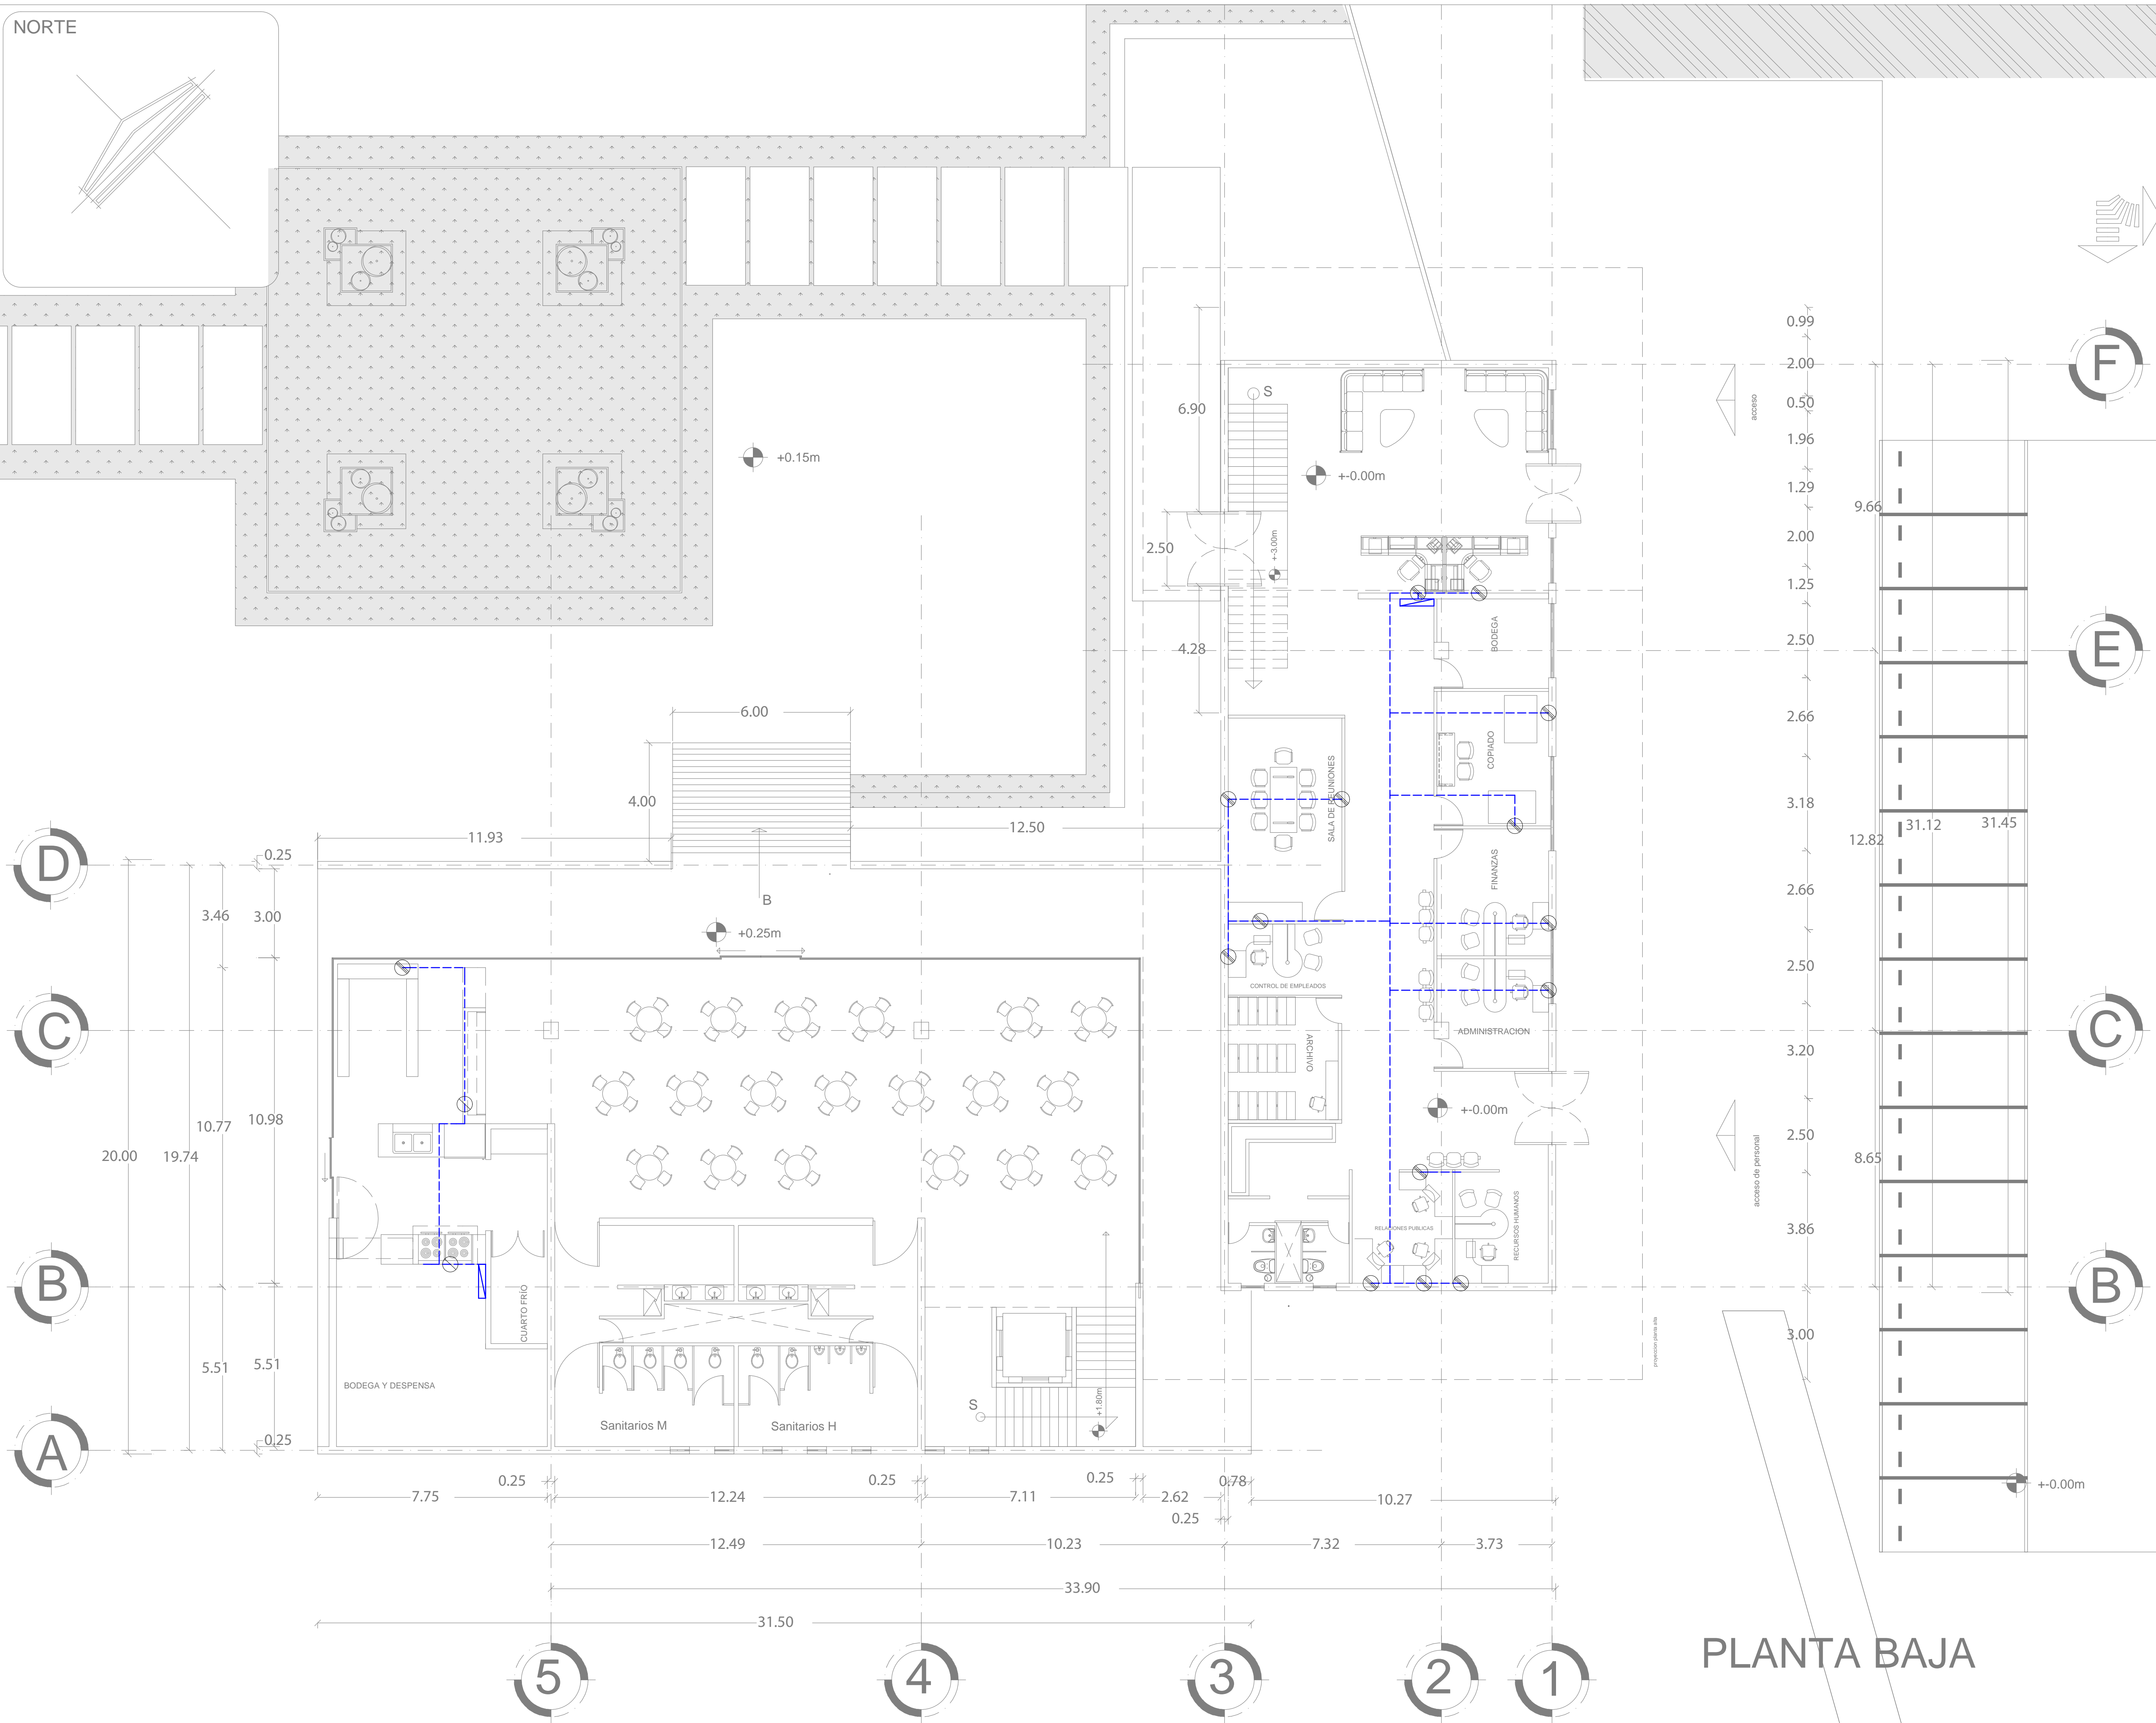 NORTE
0.99
F
2.00
acceso
0.50
S
6.90
1.96
+0.15m
+-0.00m
1.29
9.66
2.00
2.50
+-3.00m
1.25
BODEGA
2.50
4.28
E
6.00
2.66
COPIADO
SALA DE REUNIONES
4.00
3.18
11.93
12.50
12.82
31.12
31.45
D
0.25
FINANZAS
B
2.66
3.46
3.00
+0.25m
2.50
CONTROL DE EMPLEADOS
C
ADMINISTRACION
C
ARCHIVO
3.20
+-0.00m
10.77
10.98
2.50
20.00
19.74
8.65
acceso de personal
RELACIONES PUBLICAS
RECURSOS HUMANOS
3.86
B
B
CUARTO FRÍO
3.00
proyeccion planta alta
5.51
5.51
BODEGA Y DESPENSA
+1.80m
S
Sanitarios M
Sanitarios H
0.25
A
0.25
0.25
0.25
0.78
+-0.00m
7.75
12.24
7.11
2.62
10.27
0.25
12.49
10.23
7.32
3.73
33.90
31.50
PLANTA BAJA
5
4
3
2
1